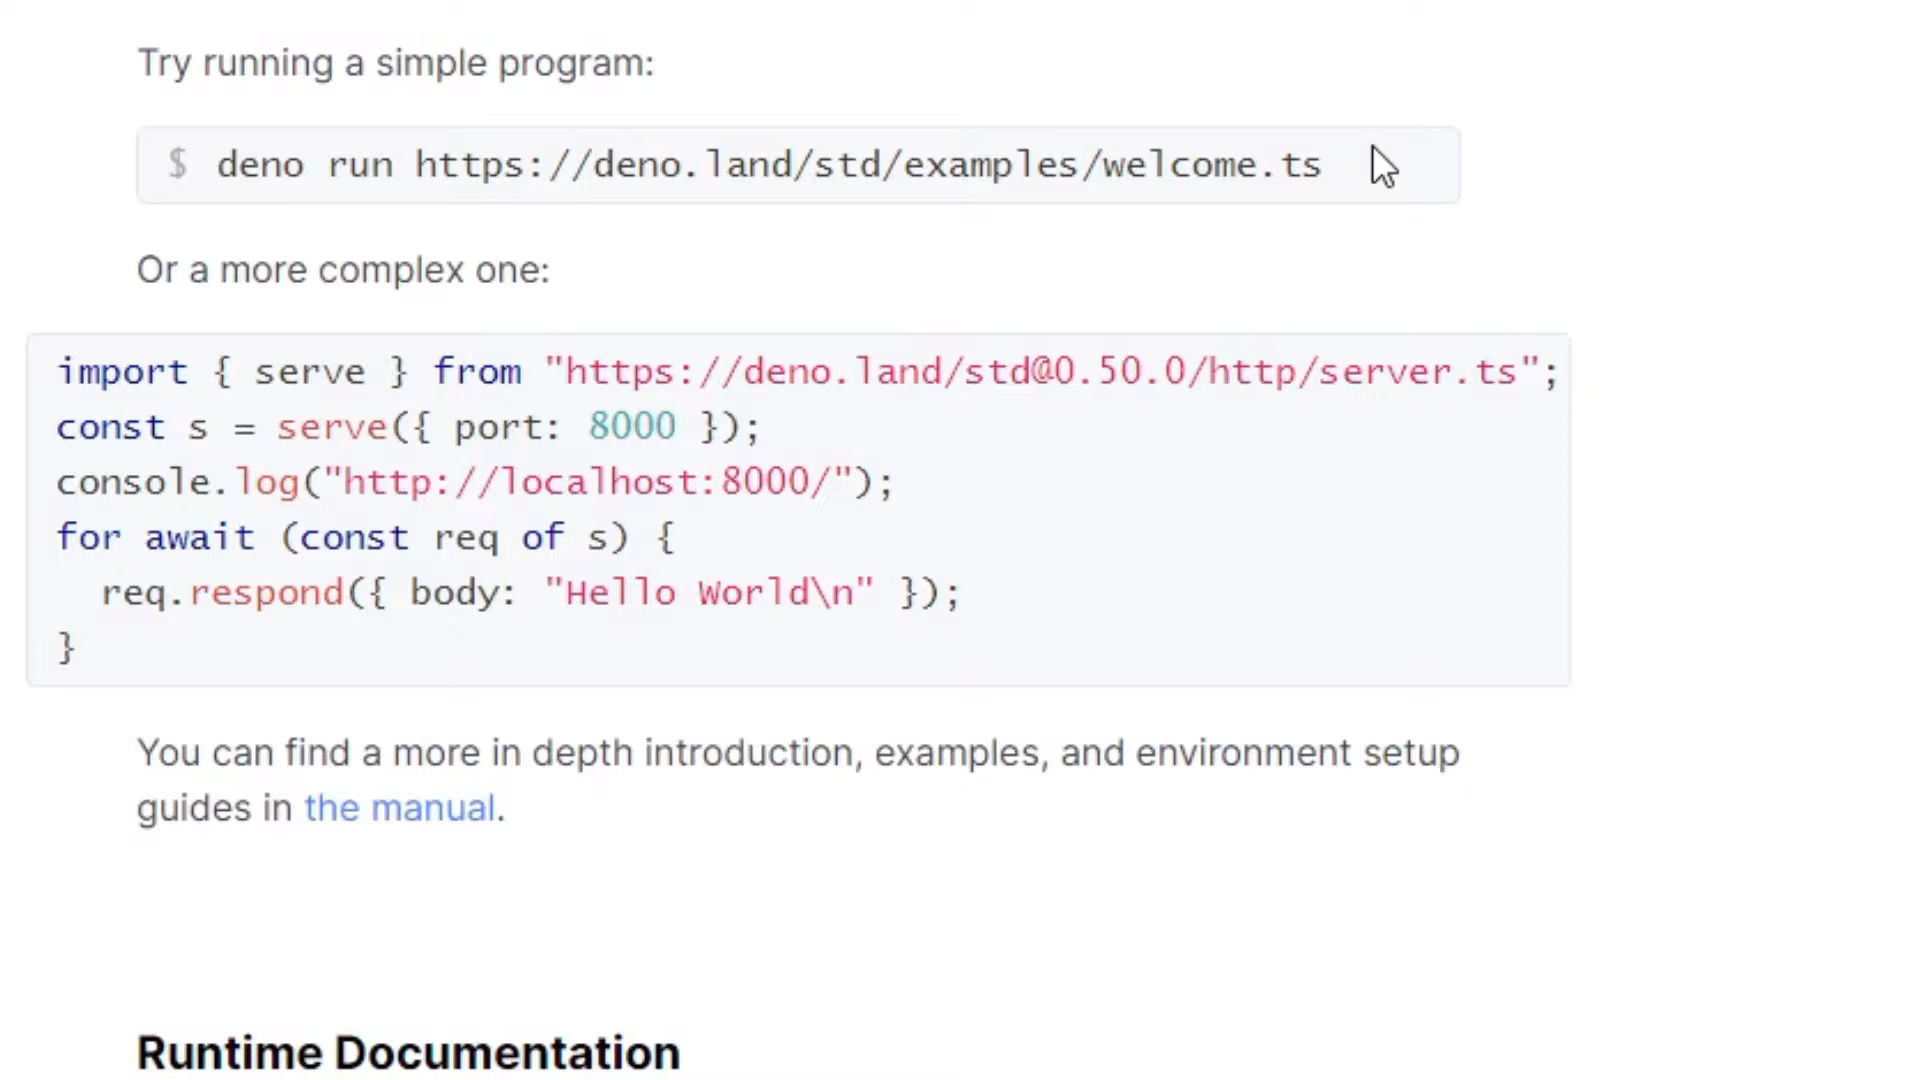 Try running a simple program:
$ deno run https://deno.land/std/examples/welcome.ts
Or a more complex one:
import { serve } from "https://deno.land/std@0.50.0/http/server.ts";
const s = serve({ port: 8000 });
console.log("http://localhost:8000/");
for await (const req of s) {
  req.respond({ body: "Hello World\n" });
}
You can find a more in depth introduction, examples, and environment setup
guides in the manual.
Runtime Documentation